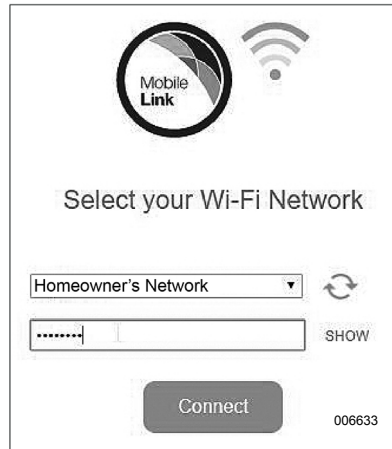 Mobile
Link
Select your Wi-Fi Network
Homeowner's Network
••••••••
SHOW
Connect
006633